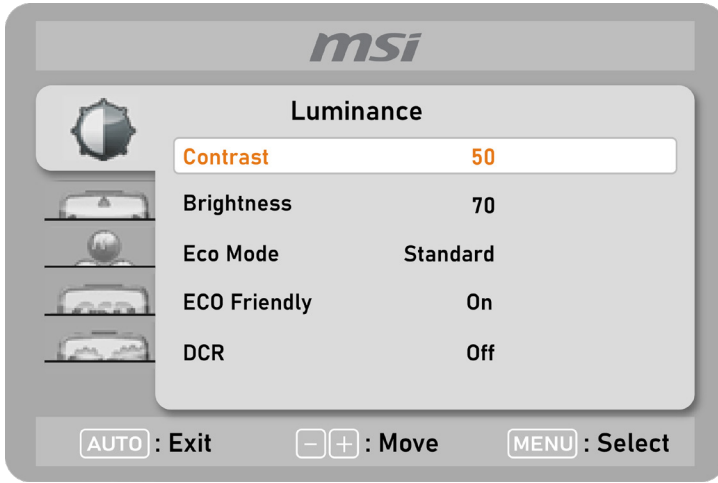 msi
Luminance
Contrast 50
Brightness 70
Eco Mode Standard
ECO Friendly On
DCR Off
AUTO : Exit - + : Move MENU : Select